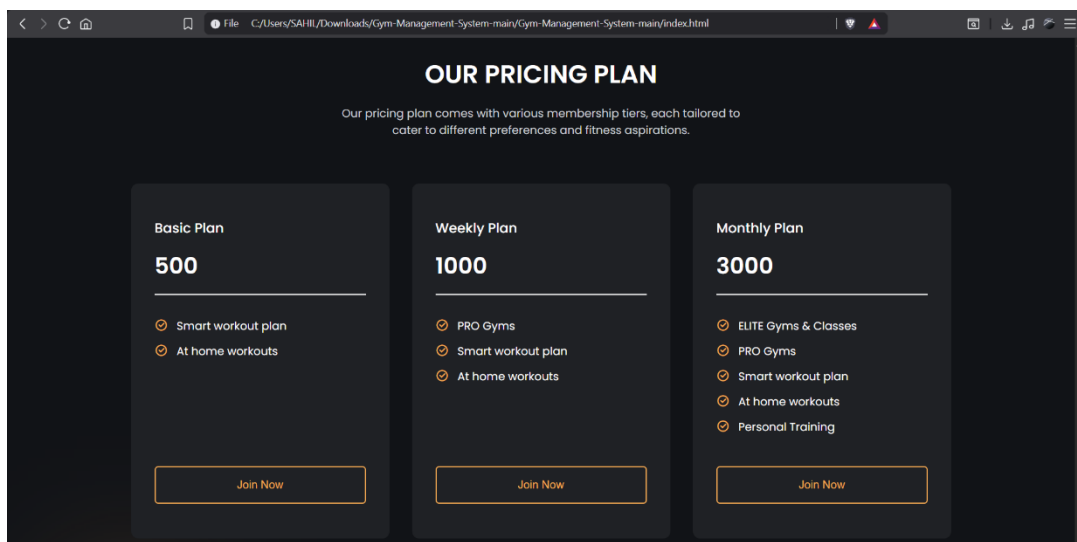 File C:/Users/SAHIL/Downloads/Gym-Management-System-main/Gym-Management-System-main/index.html
OUR PRICING PLAN
Our pricing plan comes with various membership tiers, each tailored to
cater to different preferences and fitness aspirations.
Basic Plan
500
Smart workout plan
At home workouts
Join Now
Weekly Plan
1000
PRO Gyms
Smart workout plan
At home workouts
Join Now
Monthly Plan
3000
ELITE Gyms & Classes
PRO Gyms
Smart workout plan
At home workouts
Personal Training
Join Now